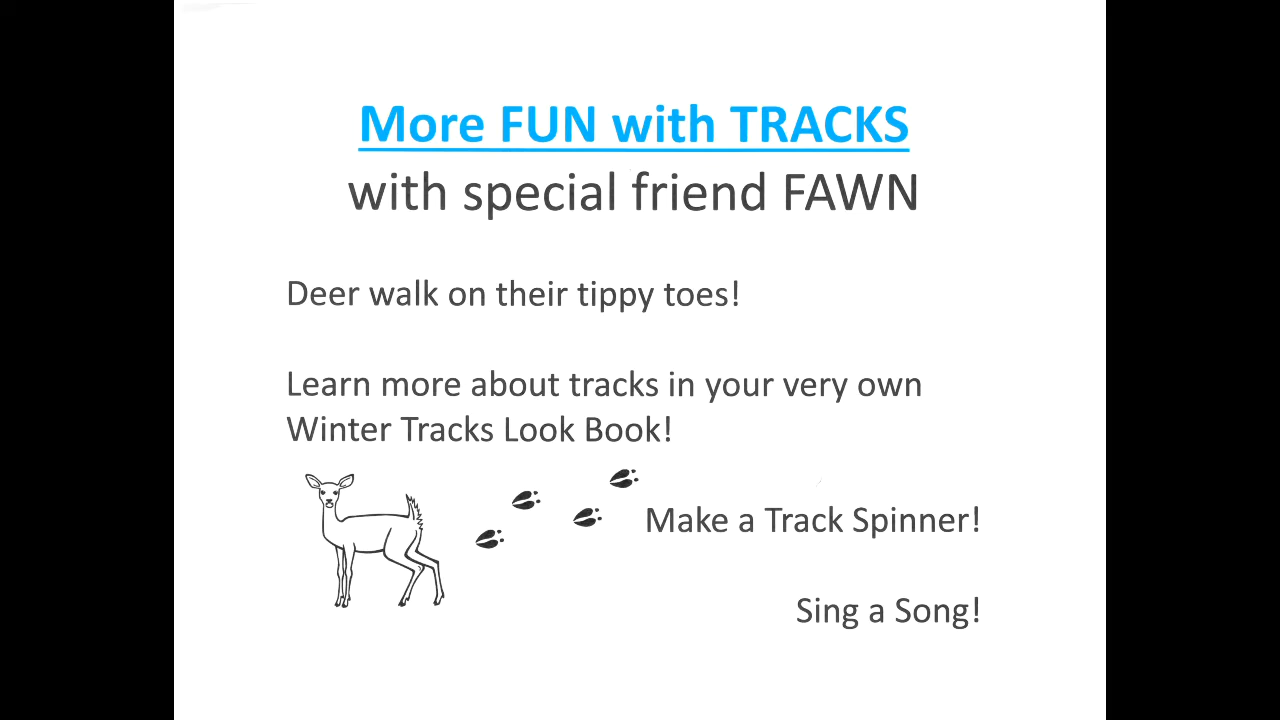 More FUN with TRACKS
with special friend FAWN
Deer walk on their tippy toes!
Learn more about tracks in your very own
Winter Tracks Look Book!
Make a Track Spinner!
Sing a Song!